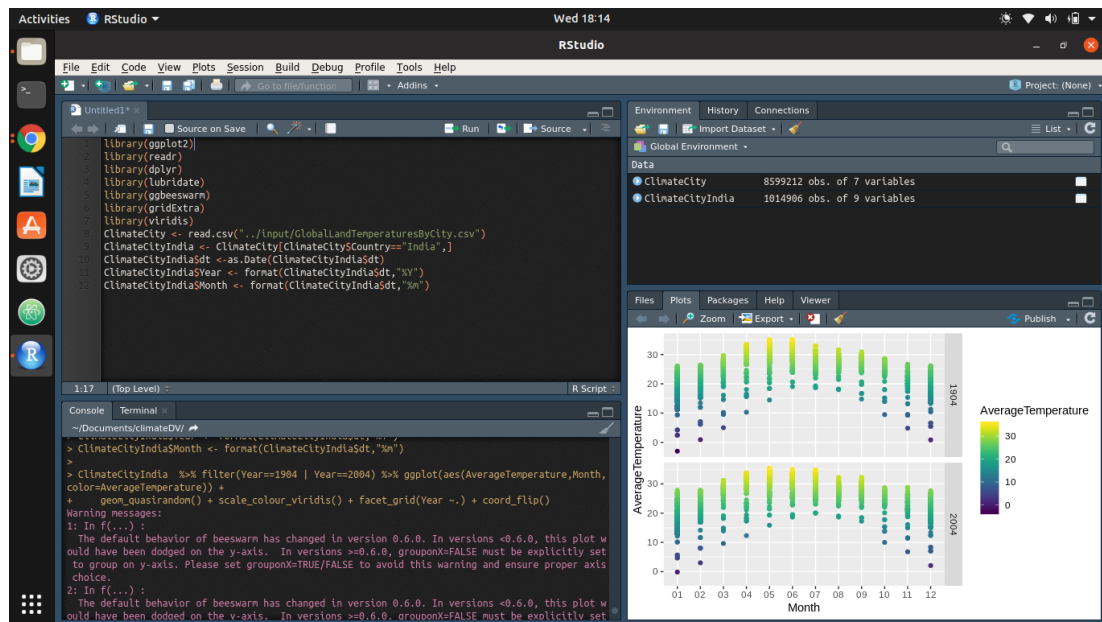 Activities RStudio Wed 18:14
RStudio
File Edit Code View Plots Session Build Debug Profile Tools Help
Go to file/function Addins Project: (None)
Untitled1*
Source on Save Run Source
1 library(ggplot2)
2 library(readr)
3 library(dplyr)
4 library(lubridate)
5 library(ggbeeswarm)
6 library(gridExtra)
7 library(viridis)
8 ClimateCity <- read.csv("../input/GlobalLandTemperaturesByCity.csv")
9 ClimateCityIndia <- ClimateCity[ClimateCity$Country=="India",]
10 ClimateCityIndia$dt <-as.Date(ClimateCityIndia$dt)
11 ClimateCityIndia$Year <- format(ClimateCityIndia$dt,"%Y")
12 ClimateCityIndia$Month <- format(ClimateCityIndia$dt,"%m")
1:17 (Top Level) R Script
Console Terminal
~/Documents/climateDV/
> ClimateCityIndia$Month <- format(ClimateCityIndia$dt,"%m")
>
> ClimateCityIndia %>% filter(Year==1904 | Year==2004) %>% ggplot(aes(AverageTemperature,Month,
color=AverageTemperature)) +
+ geom_quasirandom() + scale_colour_viridis() + facet_grid(Year ~.) + coord_flip()
Warning messages:
1: In f(...) :
The default behavior of beeswarm has changed in version 0.6.0. In versions <0.6.0, this plot w
ould have been dodged on the y-axis. In versions >=0.6.0, grouponX=FALSE must be explicitly set
to group on y-axis. Please set grouponX=TRUE/FALSE to avoid this warning and ensure proper axis
choice.
2: In f(...) :
The default behavior of beeswarm has changed in version 0.6.0. In versions <0.6.0, this plot w
ould have been dodged on the y-axis. In versions >=0.6.0, grouponX=FALSE must be explicitly set
Environment History Connections
Import Dataset List
Global Environment
Data
ClimateCity 8599212 obs. of 7 variables
ClimateCityIndia 1014906 obs. of 9 variables
Files Plots Packages Help Viewer
Zoom Export Publish
AverageTemperature
30
20
10
0
1904
30
20
10
0
2004
01 02 03 04 05 06 07 08 09 10 11 12
Month
AverageTemperature
30
20
10
0